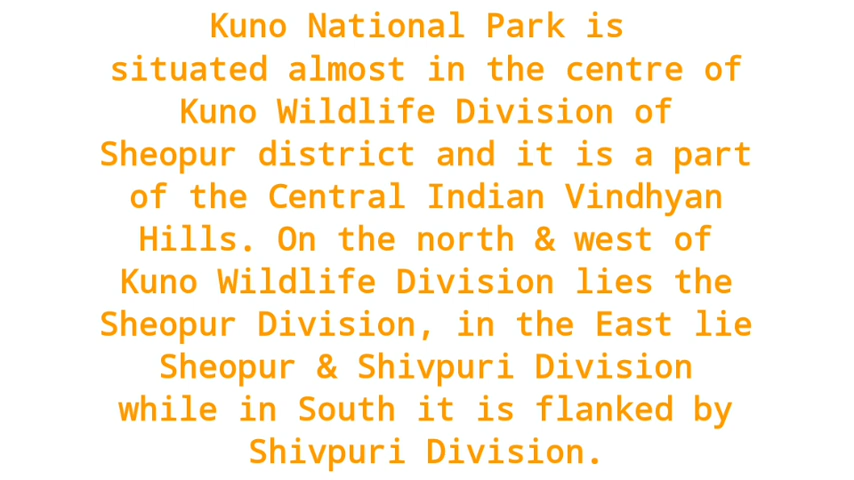 Kuno National Park is
situated almost in the centre of
Kuno Wildlife Division of
Sheopur district and it is a part
of the Central Indian Vindhyan
Hills. On the north & west of
Kuno Wildlife Division lies the
Sheopur Division, in the East lie
Sheopur & Shivpuri Division
while in South it is flanked by
Shivpuri Division.